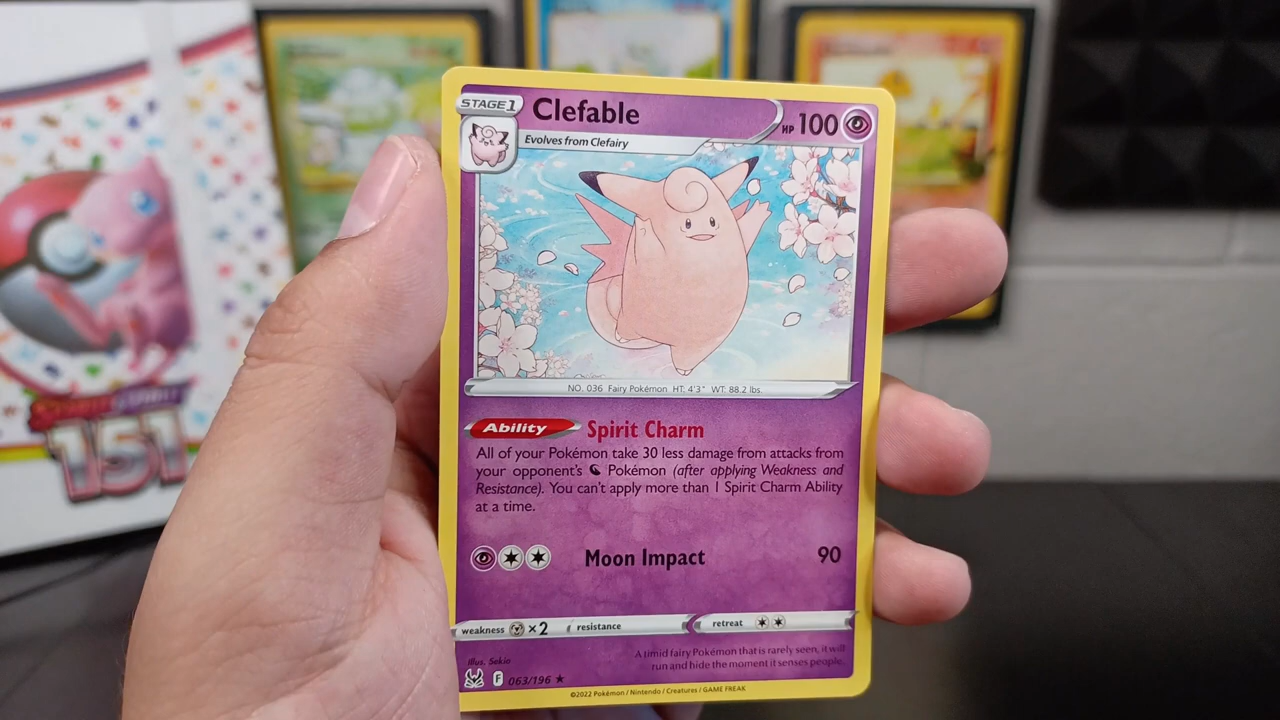 STAGE1
Clefable
HP 100
Evolves from Clefairy
NO. 036 Fairy Pokémon HT: 4'3" WT: 88.2 lbs.
Ability Spirit Charm
All of your Pokémon take 30 less damage from attacks from
your opponent's Pokémon (after applying Weakness and
Resistance). You can't apply more than 1 Spirit Charm Ability
at a time.
Moon Impact 90
weakness ×2 resistance retreat
Illus. Sekio
A timid fairy Pokémon that is rarely seen, it will
run and hide the moment it senses people.
F 063/196 ★
©2022 Pokémon / Nintendo / Creatures / GAME FREAK
151